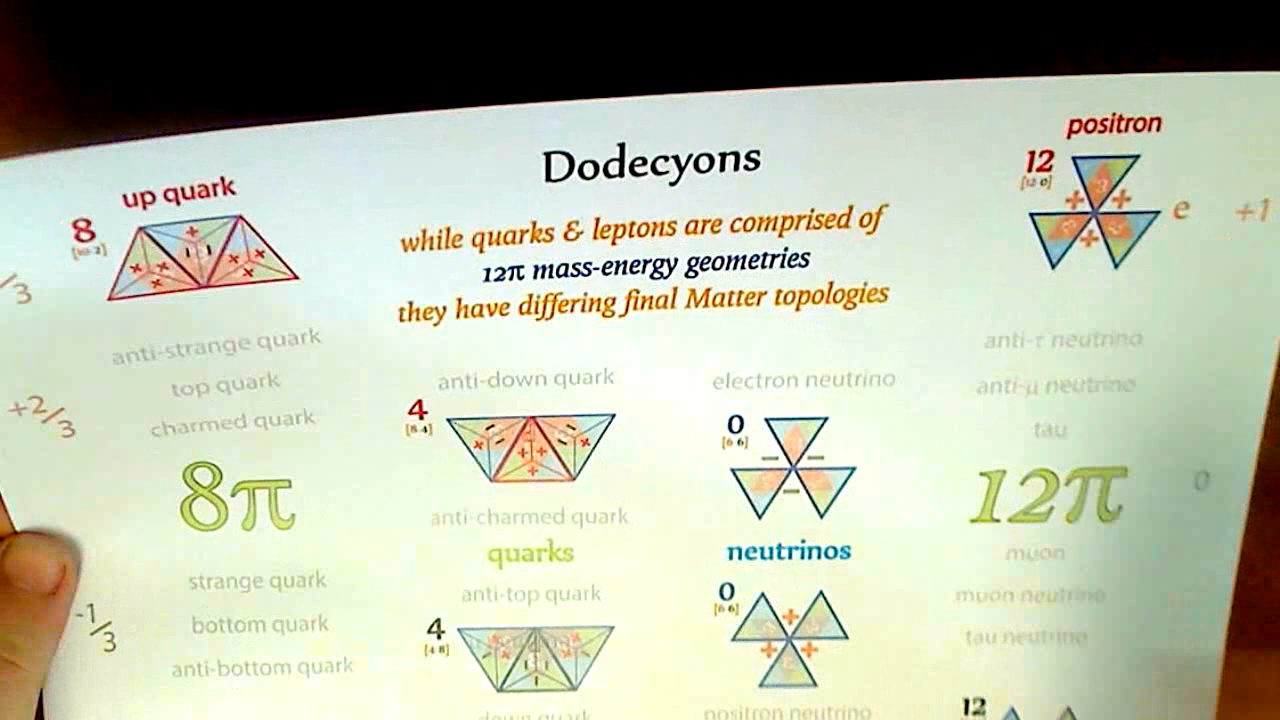 Dodecyons
while quarks & leptons are comprised of
12π mass-energy geometries
they have differing final Matter topologies
up quark
8
[10-2]
/3
anti-strange quark
top quark
charmed quark
+2/3
8π
strange quark
bottom quark
anti-bottom quark
-1/3
anti-down quark
4
[8-4]
anti-charmed quark
quarks
anti-top quark
4
[4-8]
down quark
electron neutrino
0
[6 6]
neutrinos
0
[6 6]
positron neutrino
positron
12
[12 0]
e
+1
anti-τ neutrino
anti-μ neutrino
tau
12π
0
muon
muon neutrino
tau neutrino
12